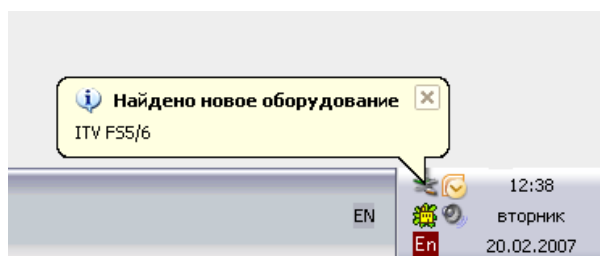 Найдено новое оборудование
ITV FS5/6
12:38
EN
вторник
En
20.02.2007